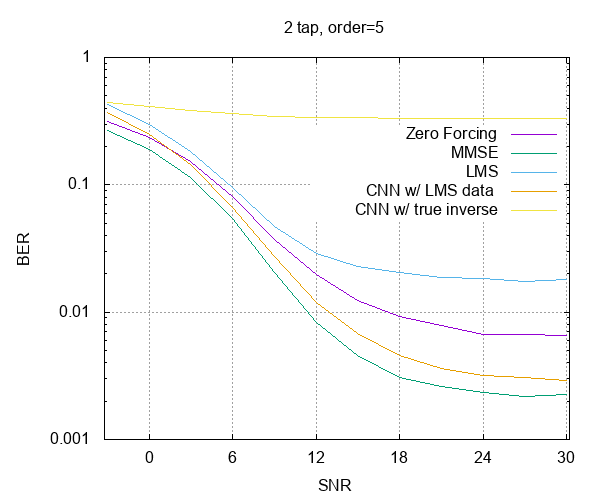 2 tap, order=5
1
0.1
0.01
0.001
BER
Zero Forcing
MMSE
LMS
CNN w/ LMS data
CNN w/ true inverse
0 6 12 18 24 30
SNR